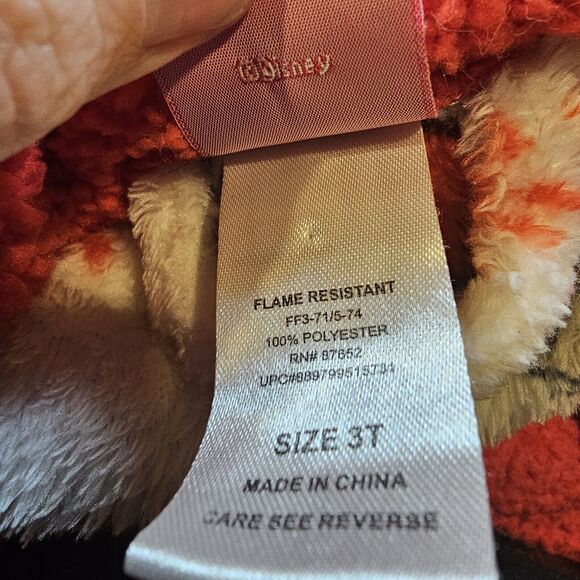 ©Disney
FLAME RESISTANT
FF3-71/5-74
100% POLYESTER
RN# 87652
UPC#889799515731
SIZE 3T
MADE IN CHINA
CARE SEE REVERSE